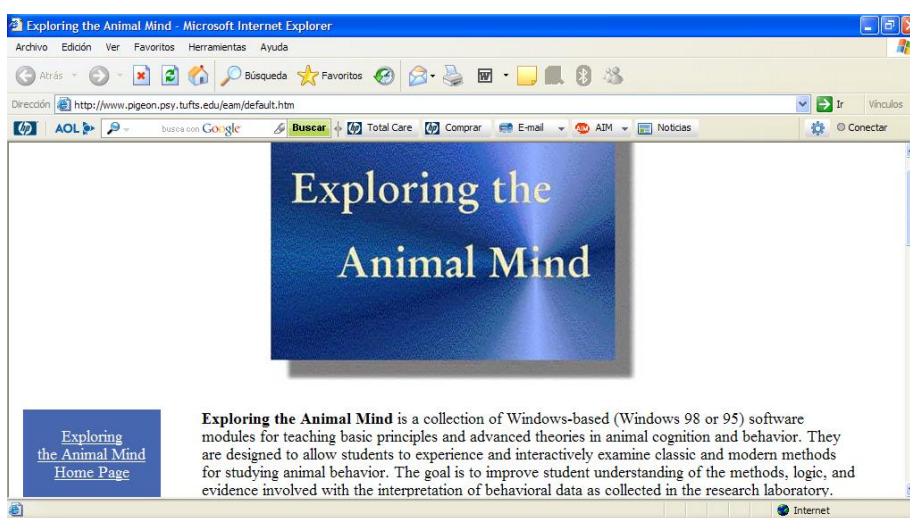 Exploring the Animal Mind - Microsoft Internet Explorer
Archivo Edición Ver Favoritos Herramientas Ayuda
Atrás Búsqueda Favoritos
Dirección http://www.pigeon.psy.tufts.edu/eam/default.htm Ir Vínculos
hp AOL busca con Google Buscar hp Total Care hp Comprar E-mail AIM Noticias Conectar
Exploring the
Animal Mind
Exploring
the Animal Mind
Home Page
Exploring the Animal Mind is a collection of Windows-based (Windows 98 or 95) software
modules for teaching basic principles and advanced theories in animal cognition and behavior. They
are designed to allow students to experience and interactively examine classic and modern methods
for studying animal behavior. The goal is to improve student understanding of the methods, logic, and
evidence involved with the interpretation of behavioral data as collected in the research laboratory.
Internet